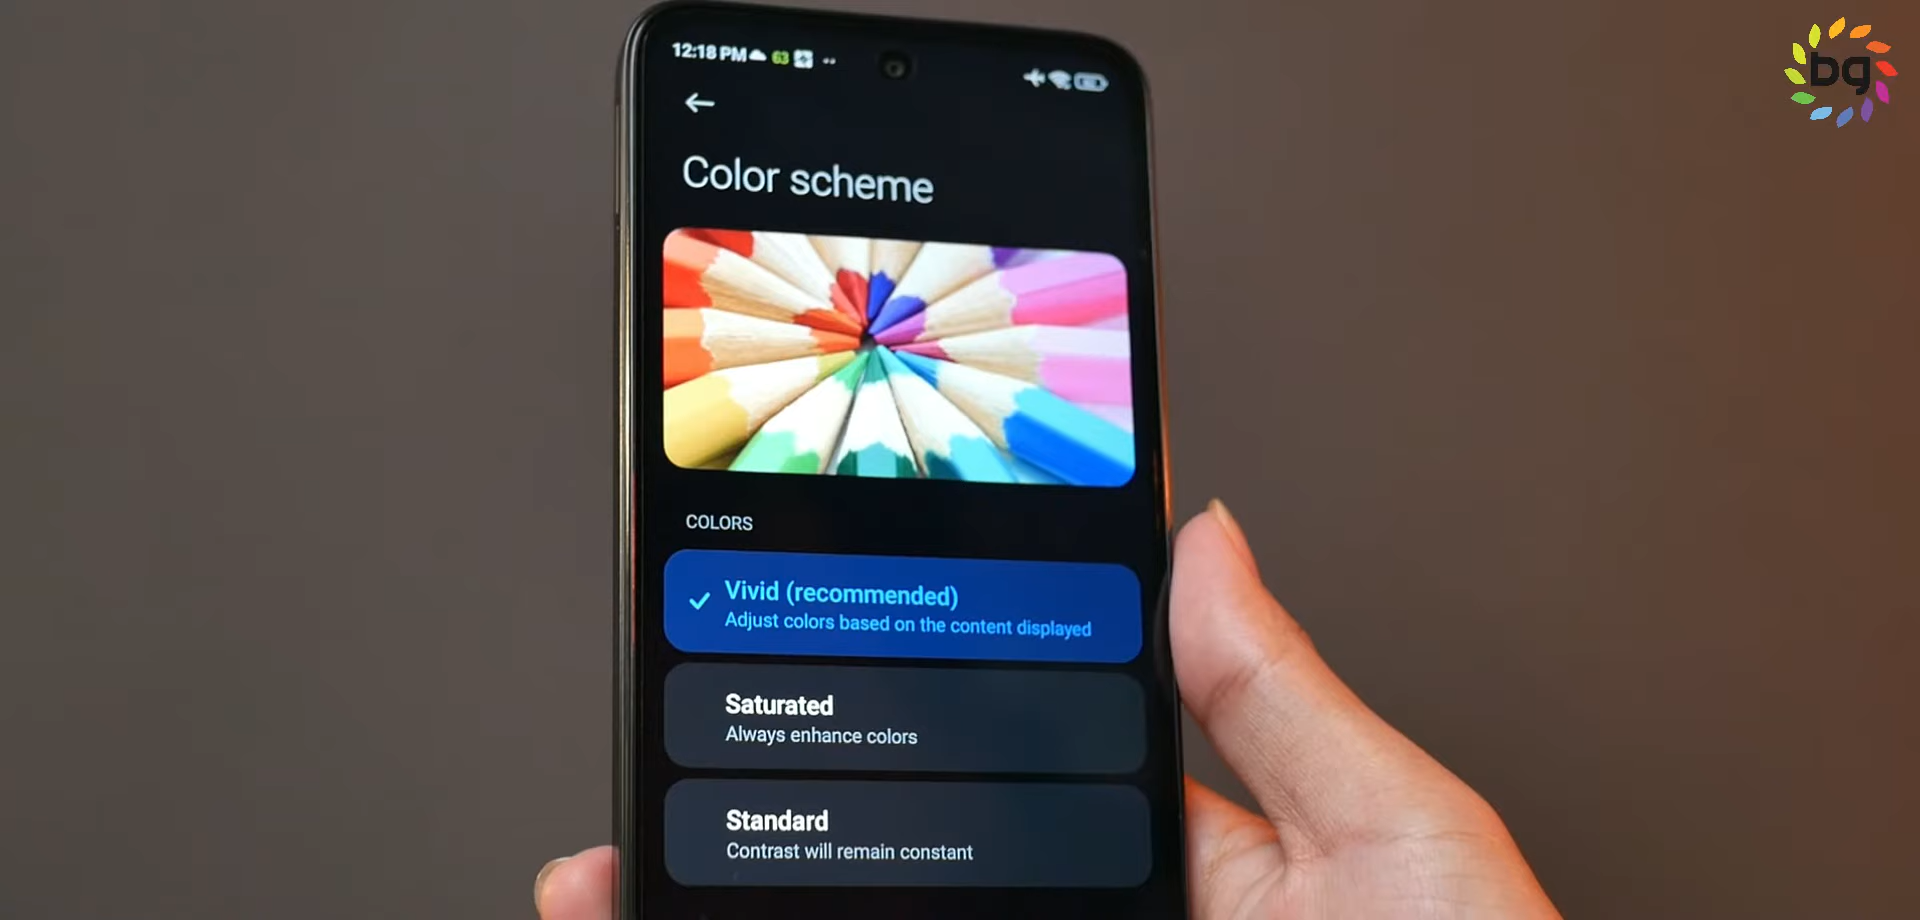 bg
12:18 PM 63
Color scheme
COLORS
Vivid (recommended)
Adjust colors based on the content displayed
Saturated
Always enhance colors
Standard
Contrast will remain constant